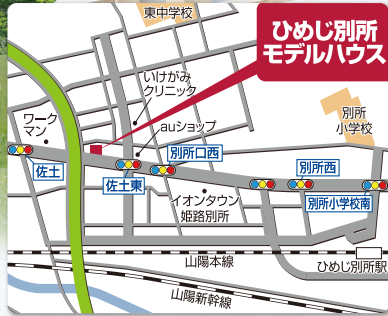 東中学校
ひめじ別所
モデルハウス
いけがみ
クリニック
ワーク
マン
auショップ
別所
小学校
別所口西
別所西
佐土
佐土東
別所小学校南
イオンタウン
姫路別所
山陽本線
ひめじ別所駅
山陽新幹線